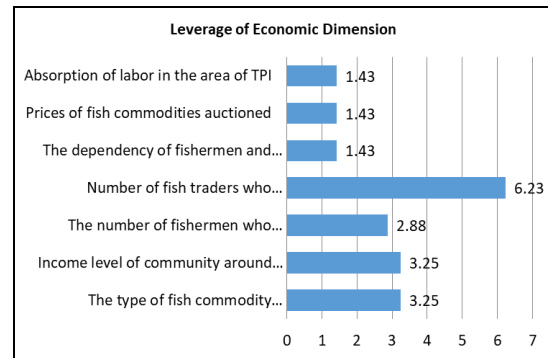 Leverage of Economic Dimension
Absorption of labor in the area of TPI
1.43
Prices of fish commodities auctioned
1.43
The dependency of fishermen and...
1.43
Number of fish traders who...
6.23
The number of fishermen who...
2.88
Income level of community around...
3.25
The type of fish commodity...
3.25
0 1 2 3 4 5 6 7